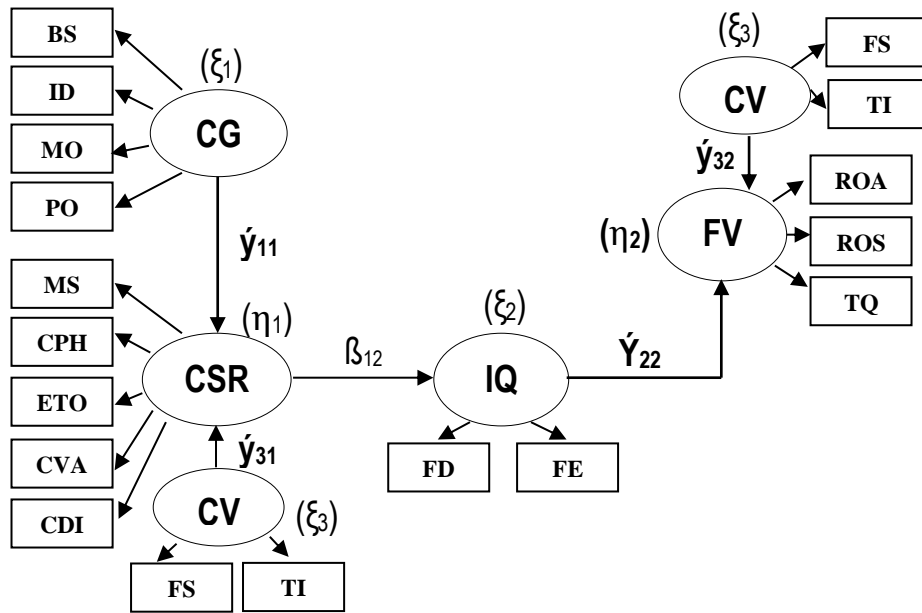 BS
ID
MO
PO
(ξ1)
CG
ý11
(ξ3)
CV
FS
TI
ý32
(η2)
FV
ROA
ROS
TQ
MS
CPH
ETO
CVA
CDI
(η1)
CSR
ß12
(ξ2)
IQ
Ý22
FD
FE
ý31
CV
(ξ3)
FS
TI